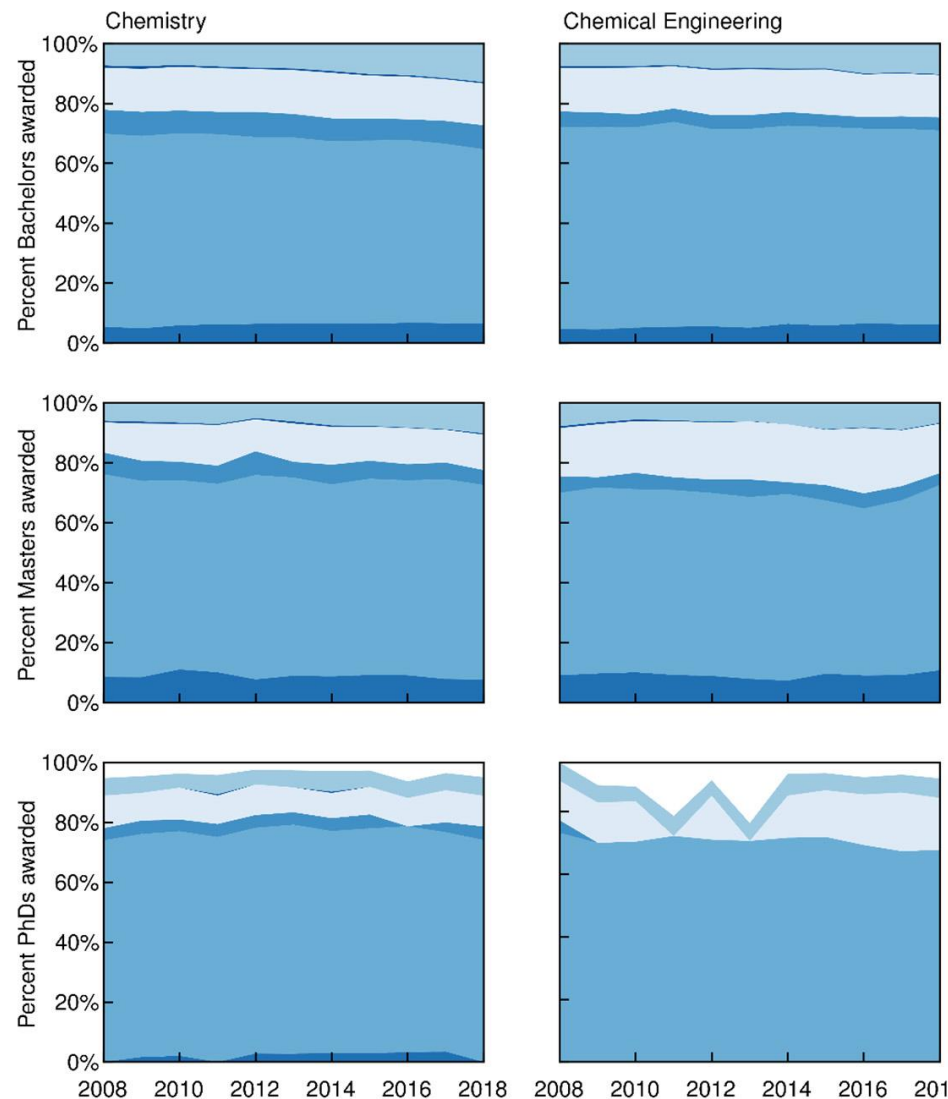 Chemistry
Chemical Engineering
Percent Bachelors awarded
100%
80%
60%
40%
20%
0%
Percent Masters awarded
100%
80%
60%
40%
20%
0%
Percent PhDs awarded
100%
80%
60%
40%
20%
0%
2008 2010 2012 2014 2016 2018
2008 2010 2012 2014 2016 201